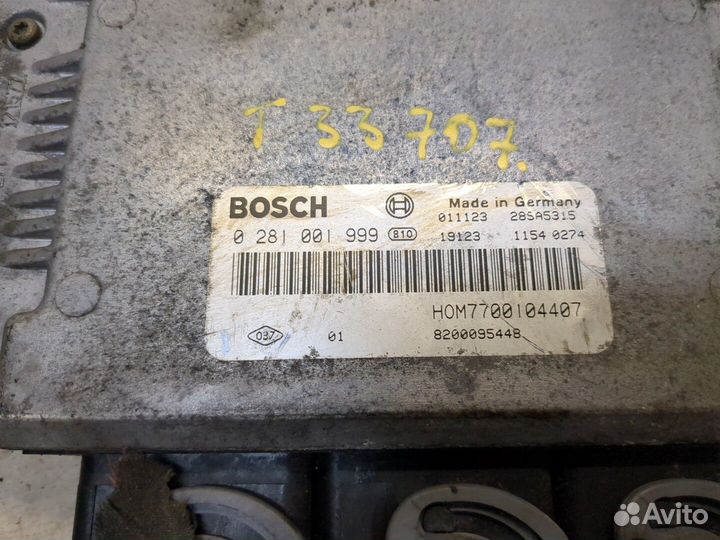 T 33707.
BOSCH Made in Germany
011123 28SA5315
0 281 001 999 810 19123 1154 0274
HOM7700104407
037 01 8200095448
Avito